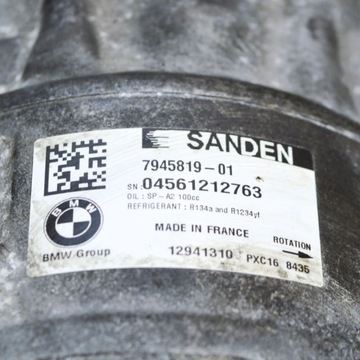 SANDEN
7945819-01
SN 04561212763
OIL : SP-A2 100cc
REFRIGERANT : R134a and R1234yf
BMW
MADE IN FRANCE
ROTATION
BMW Group
12941310 PXC16 8435